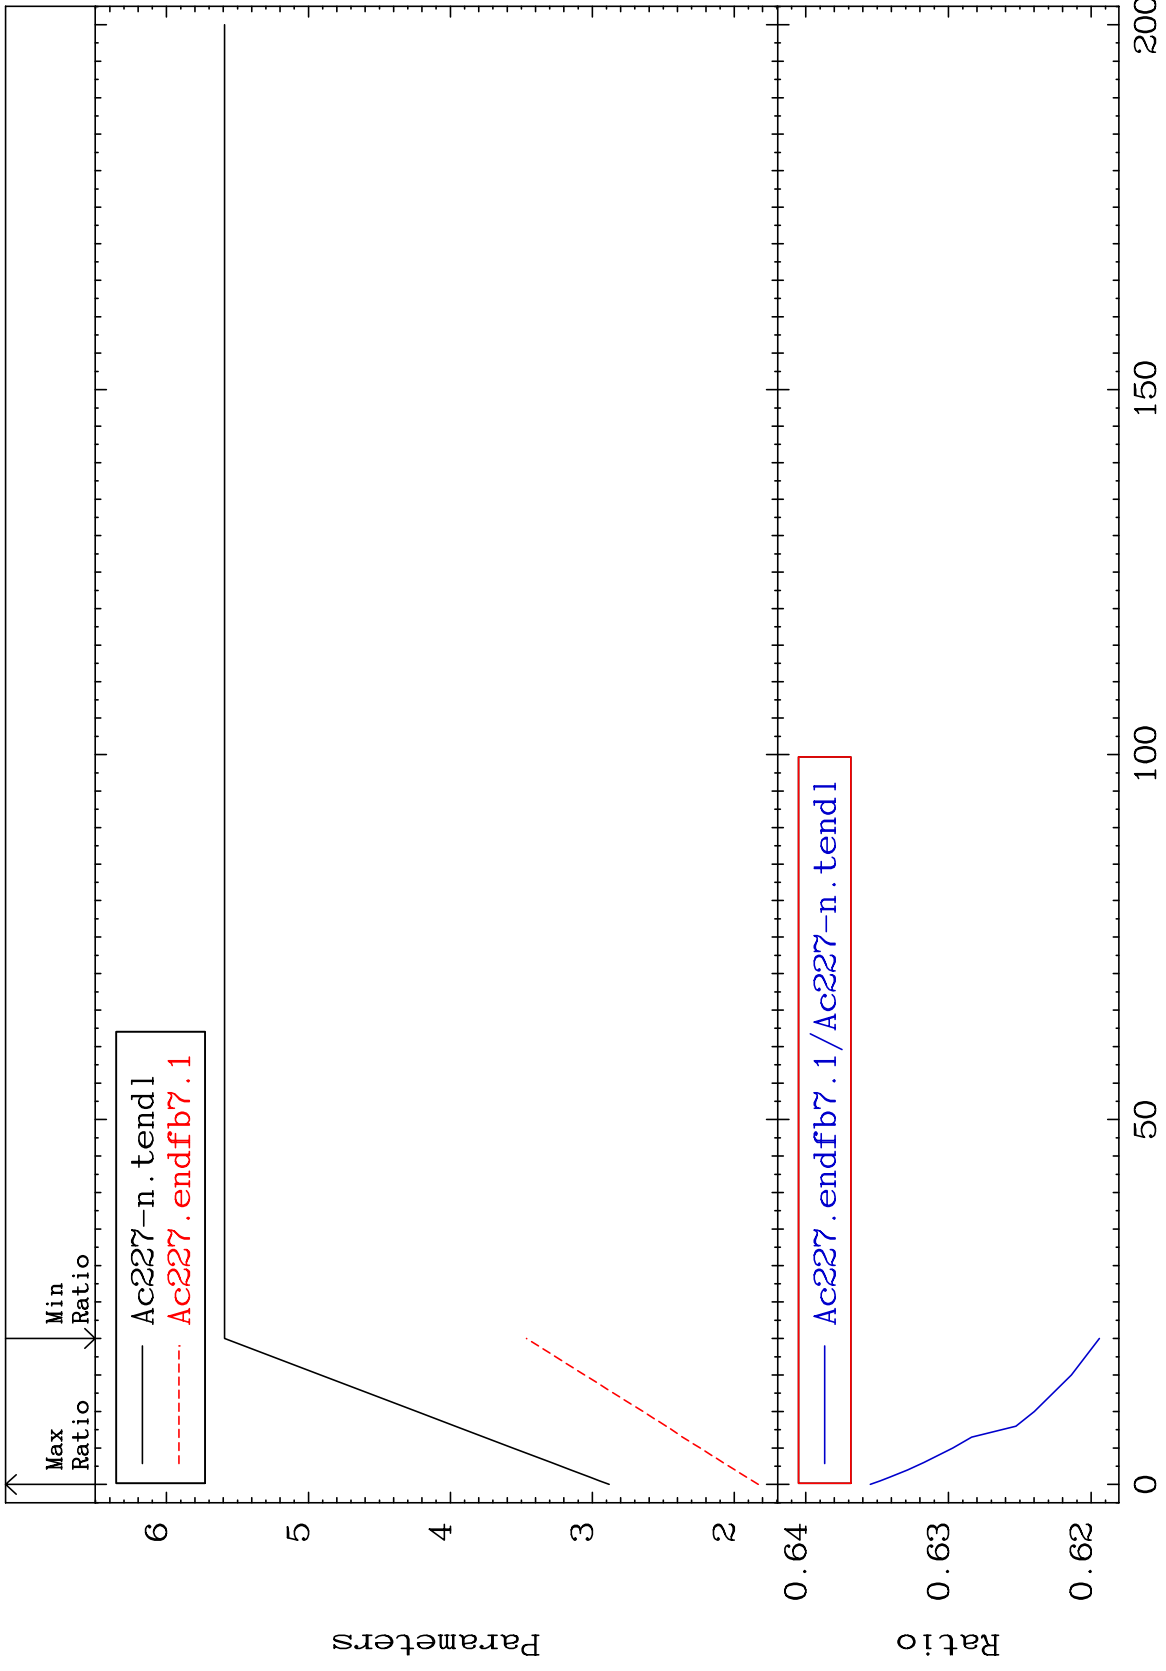 Max
Ratio
Min
Ratio
Ac227-n.tendl
Ac227.endfb7.1
6
5
4
3
2
Parameters
Ac227.endfb7.1/Ac227-n.tendl
0.64
0.63
0.62
Ratio
0
50
100
150
200